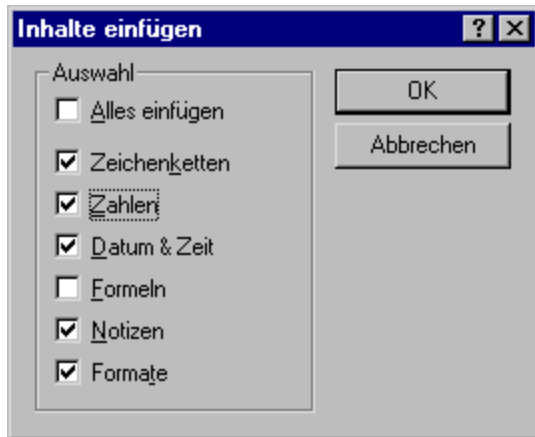 Inhalte einfügen
Auswahl
Alles einfügen
Zeichenketten
Zahlen
Datum & Zeit
Formeln
Notizen
Formate
OK
Abbrechen